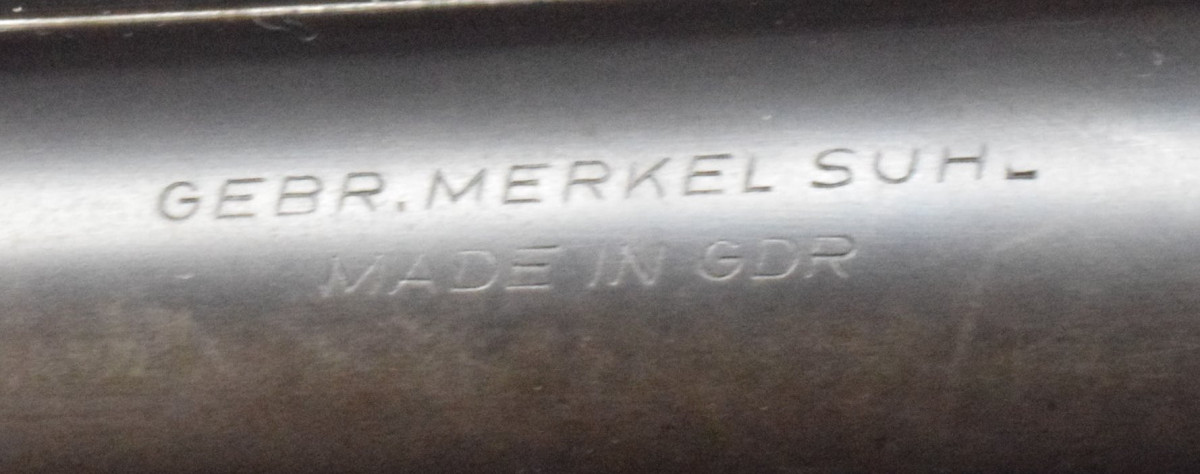 GEBR. MERKEL SUHL
MADE IN GDR